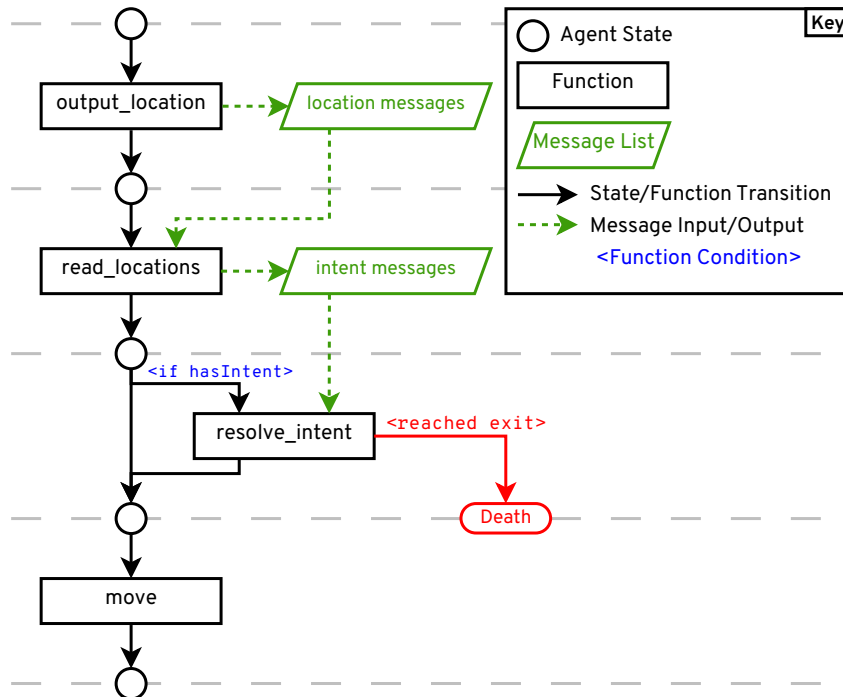 Key
Agent State
Function
Message List
State/Function Transition
Message Input/Output
<Function Condition>
output_location
location messages
read_locations
intent messages
<if hasIntent>
resolve_intent
<reached exit>
Death
move